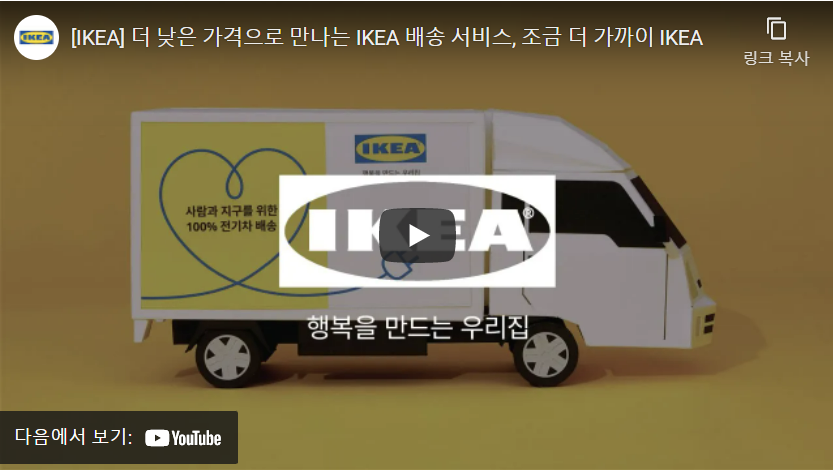 [IKEA] 더 낮은 가격으로 만나는 IKEA 배송 서비스, 조금 더 가까이 IKEA
링크 복사
IKEA
행복을 만드는 우리집
사람과 지구를 위한
100% 전기차 배송
IKEA®
행복을 만드는 우리집
다음에서 보기: YouTube